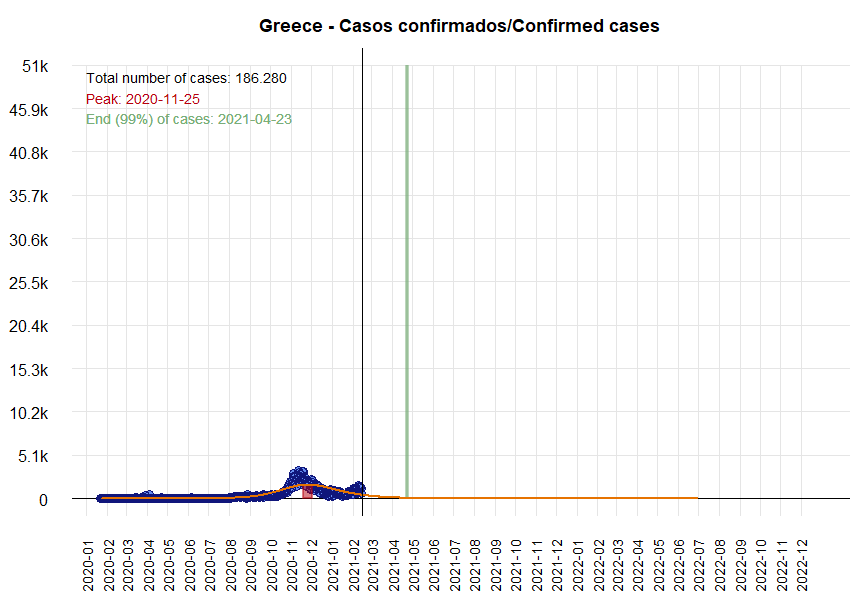 Greece - Casos confirmados/Confirmed cases
Total number of cases: 186.280
Peak: 2020-11-25
End (99%) of cases: 2021-04-23
51k
45.9k
40.8k
35.7k
30.6k
25.5k
20.4k
15.3k
10.2k
5.1k
0
2020-01
2020-02
2020-03
2020-04
2020-05
2020-06
2020-07
2020-08
2020-09
2020-10
2020-11
2020-12
2021-01
2021-02
2021-03
2021-04
2021-05
2021-06
2021-07
2021-08
2021-09
2021-10
2021-11
2021-12
2022-01
2022-02
2022-03
2022-04
2022-05
2022-06
2022-07
2022-08
2022-09
2022-10
2022-11
2022-12